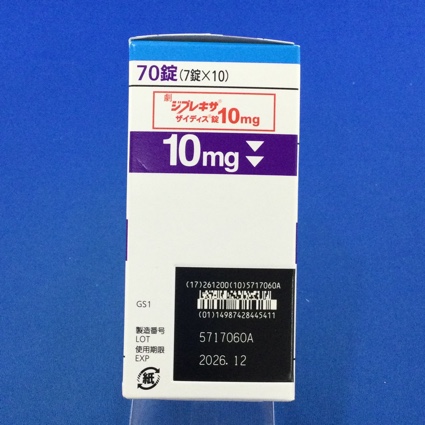 70錠(7錠×10)
劇 ジプレキサ®
ザイディス®錠10mg
10mg
(17)261200(10)5717060A
(01)14987428445411
GS1
製造番号
LOT 5717060A
使用期限
EXP 2026.12
紙